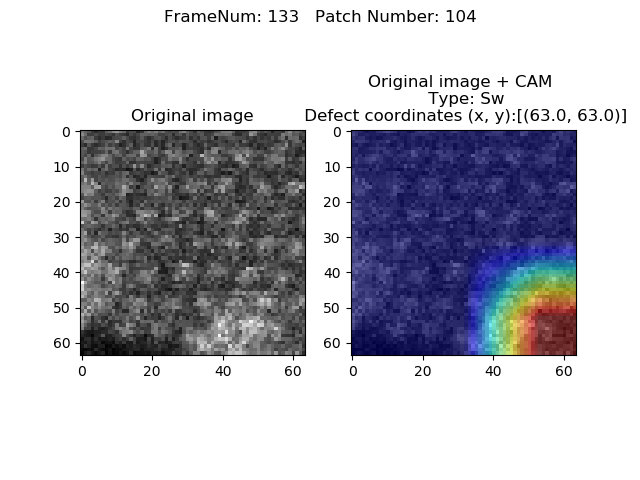 FrameNum: 133   Patch Number: 104
Original image
0
10
20
30
40
50
60
0 20 40 60
Original image + CAM
Type: Sw
Defect coordinates (x, y):[(63.0, 63.0)]
0
10
20
30
40
50
60
0 20 40 60